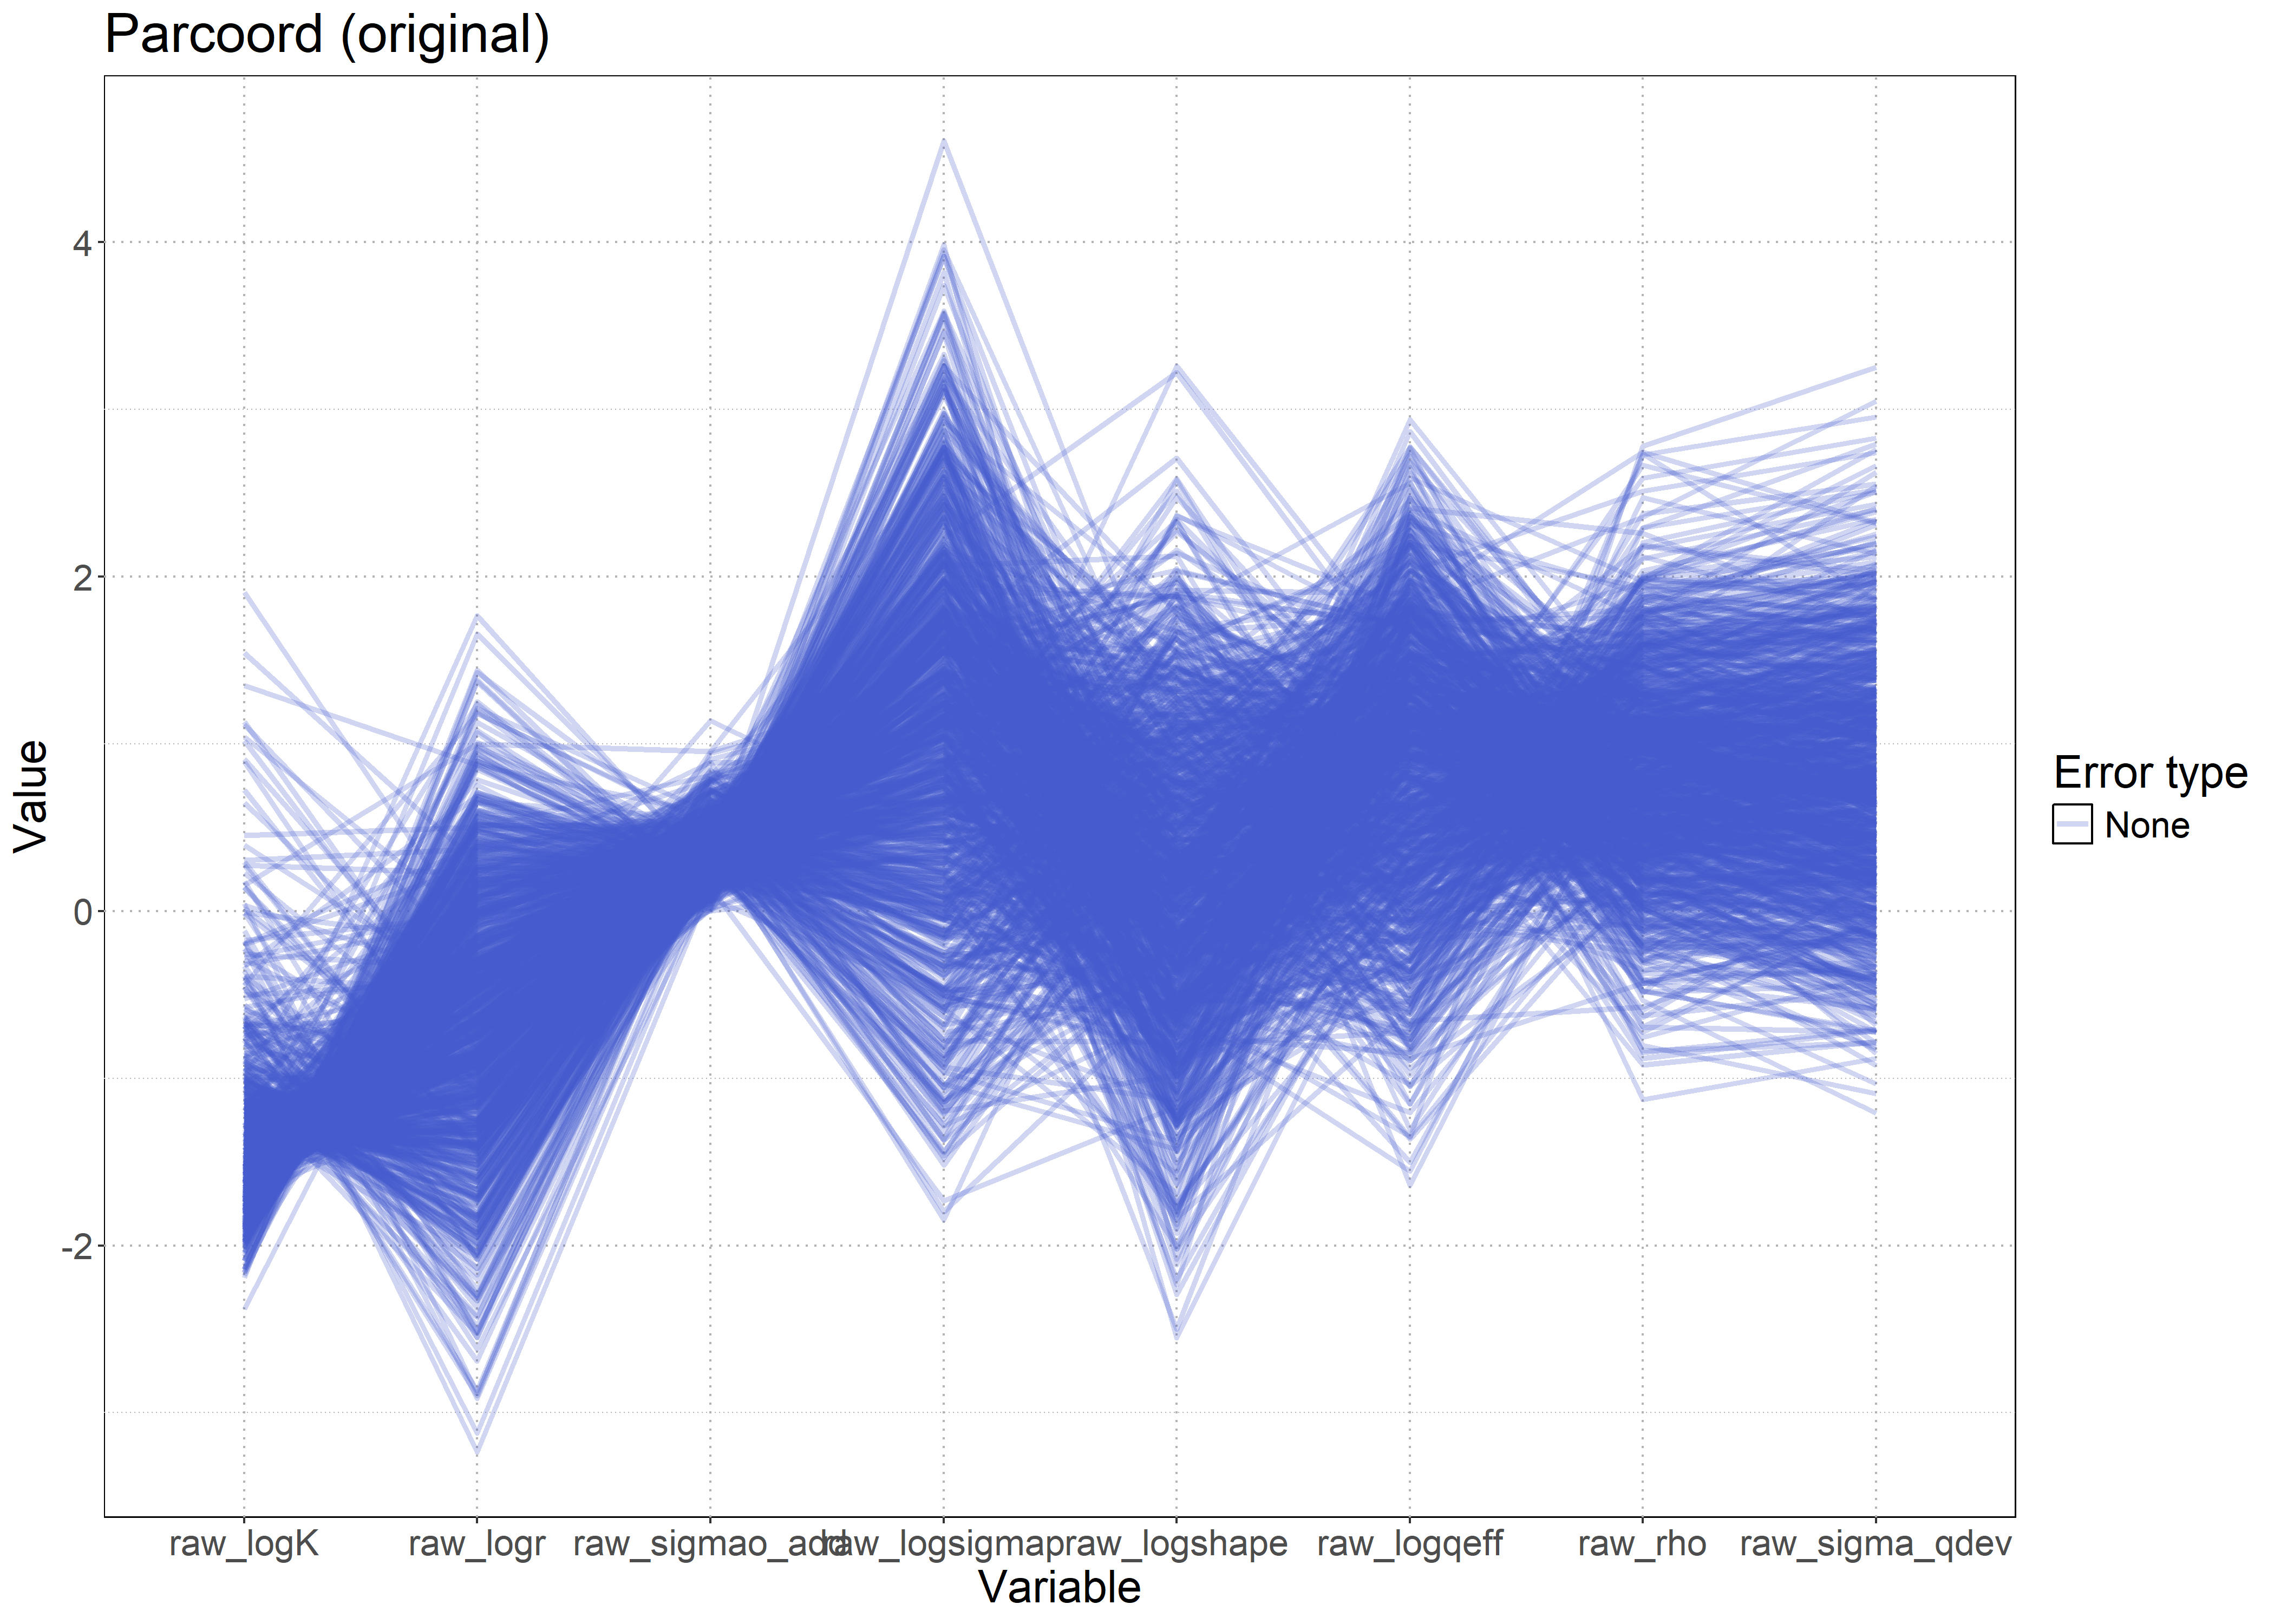 Parcoord (original)
Value
4
2
0
-2
raw_logK raw_logr raw_sigmao_add raw_logsigmap raw_logshape raw_logqeff raw_rho raw_sigma_qdev
Variable
Error type
None